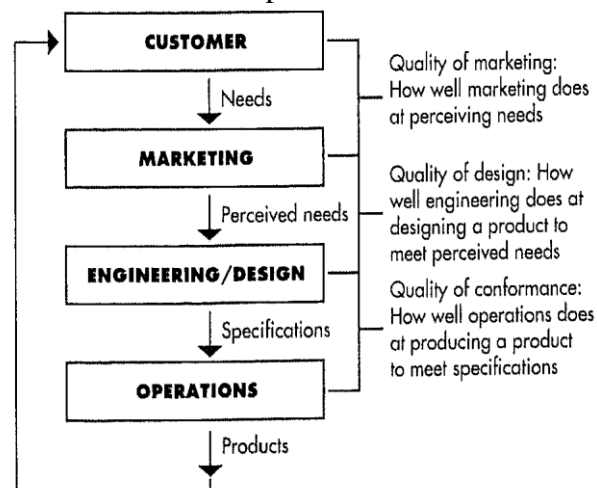 CUSTOMER
Needs
MARKETING
Perceived needs
ENGINEERING/DESIGN
Specifications
OPERATIONS
Products
Quality of marketing:
How well marketing does
at perceiving needs
Quality of design: How
well engineering does at
designing a product to
meet perceived needs
Quality of conformance:
How well operations does
at producing a product
to meet specifications